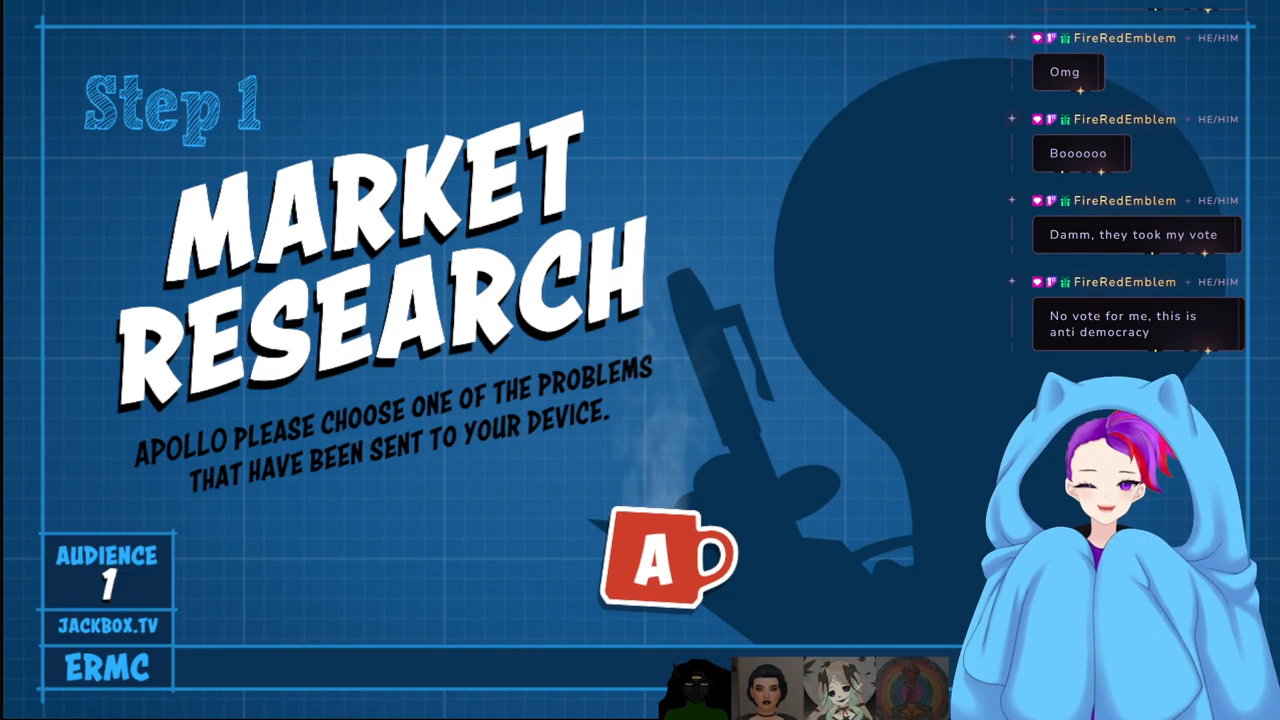 Step 1
MARKET
RESEARCH
APOLLO PLEASE CHOOSE ONE OF THE PROBLEMS
THAT HAVE BEEN SENT TO YOUR DEVICE.
A
AUDIENCE
1
JACKBOX.TV
ERMC
FireRedEmblem HE/HIM
Omg
FireRedEmblem HE/HIM
Boooooo
FireRedEmblem HE/HIM
Damm, they took my vote
FireRedEmblem HE/HIM
No vote for me, this is
anti democracy